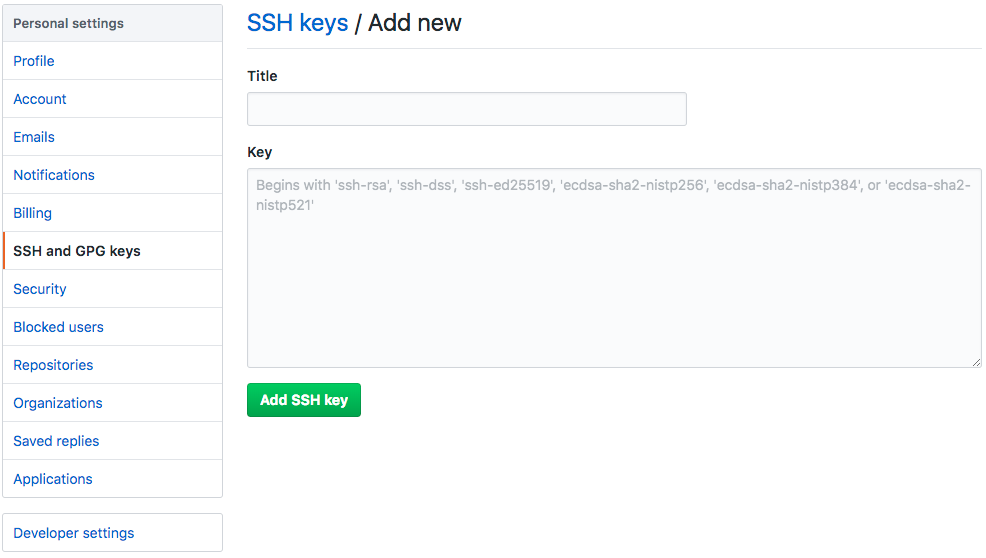 Personal settings
Profile
Account
Emails
Notifications
Billing
SSH and GPG keys
Security
Blocked users
Repositories
Organizations
Saved replies
Applications
Developer settings
SSH keys / Add new
Title
Key
Begins with 'ssh-rsa', 'ssh-dss', 'ssh-ed25519', 'ecdsa-sha2-nistp256', 'ecdsa-sha2-nistp384', or 'ecdsa-sha2-
nistp521'
Add SSH key